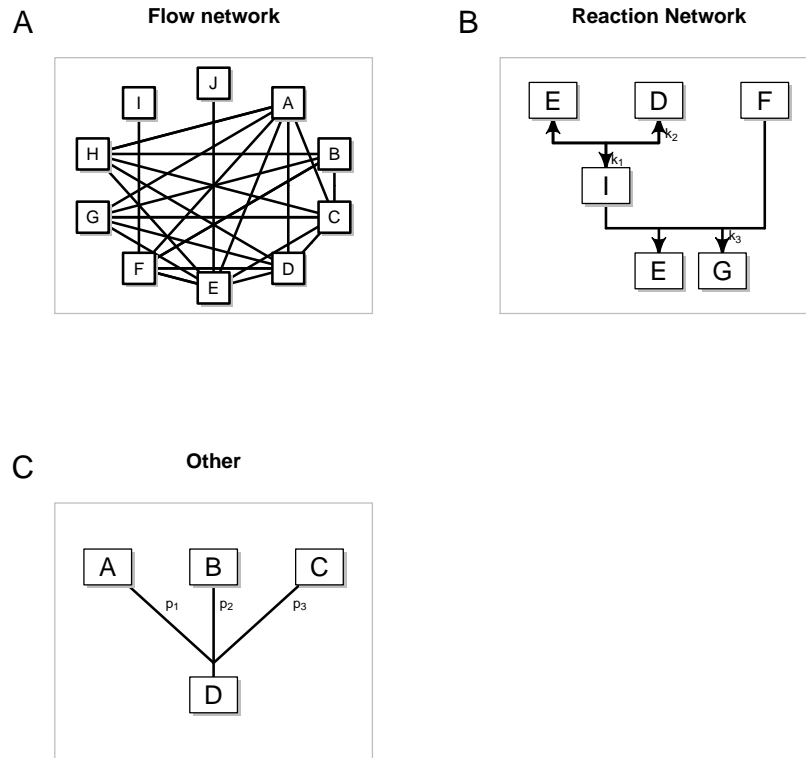 A
Flow network
J
I
A
H
B
G
C
F
D
E
B
Reaction Network
E
D
F
k2
k1
I
k3
E
G
C
Other
A
B
C
p1
p2
p3
D